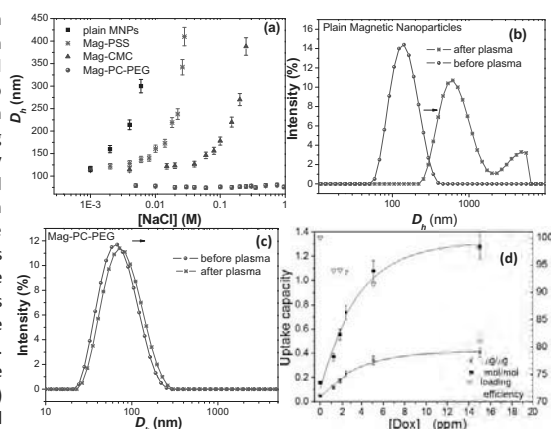 (a)
plain MNPs
Mag-PSS
Mag-CMC
Mag-PC-PEG
450
400
350
300
250
200
150
100
50
D_h nm
1E-3 0.01 0.1 1
[NaCl] (M)
(b)
Plain Magnetic Nanoparticles
after plasma
before plasma
16
14
12
10
8
6
4
2
0
Intensity (%)
10 100 1000
D_h (nm)
(c)
Mag-PC-PEG
before plasma
after plasma
12
10
8
6
4
2
0
Intensity (%)
10 100 1000
nm)
(d)
1.4
1.2
1.0
0.8
0.6
0.4
0.2
0.0
Uptake capacity
100
95
90
85
80
75
70
μg/μg
mol/mol
loading
efficiency
0 2 4 6 8 10 12 14 16 18 20
[Dox] (ppm)